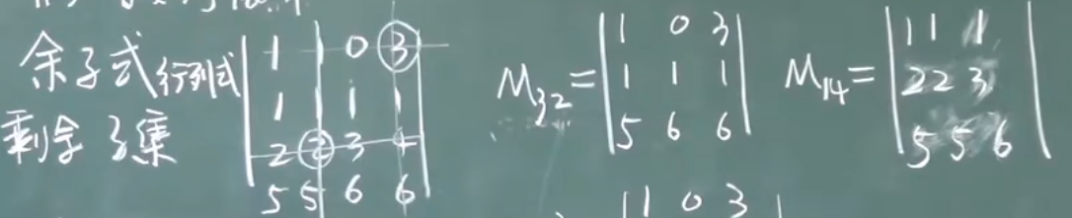 余子式 行列式 | 1 1 0 3 |
| 1 1 1 1 |
剩余 子集 | 2 2 3 4 |
| 5 5 6 6 |
M₃₂ = | 1 0 3 |
| 1 1 1 |
| 5 6 6 |
M₁₄ = | 1 1 1 |
| 2 2 3 |
| 5 5 6 |
| 1 0 3 |